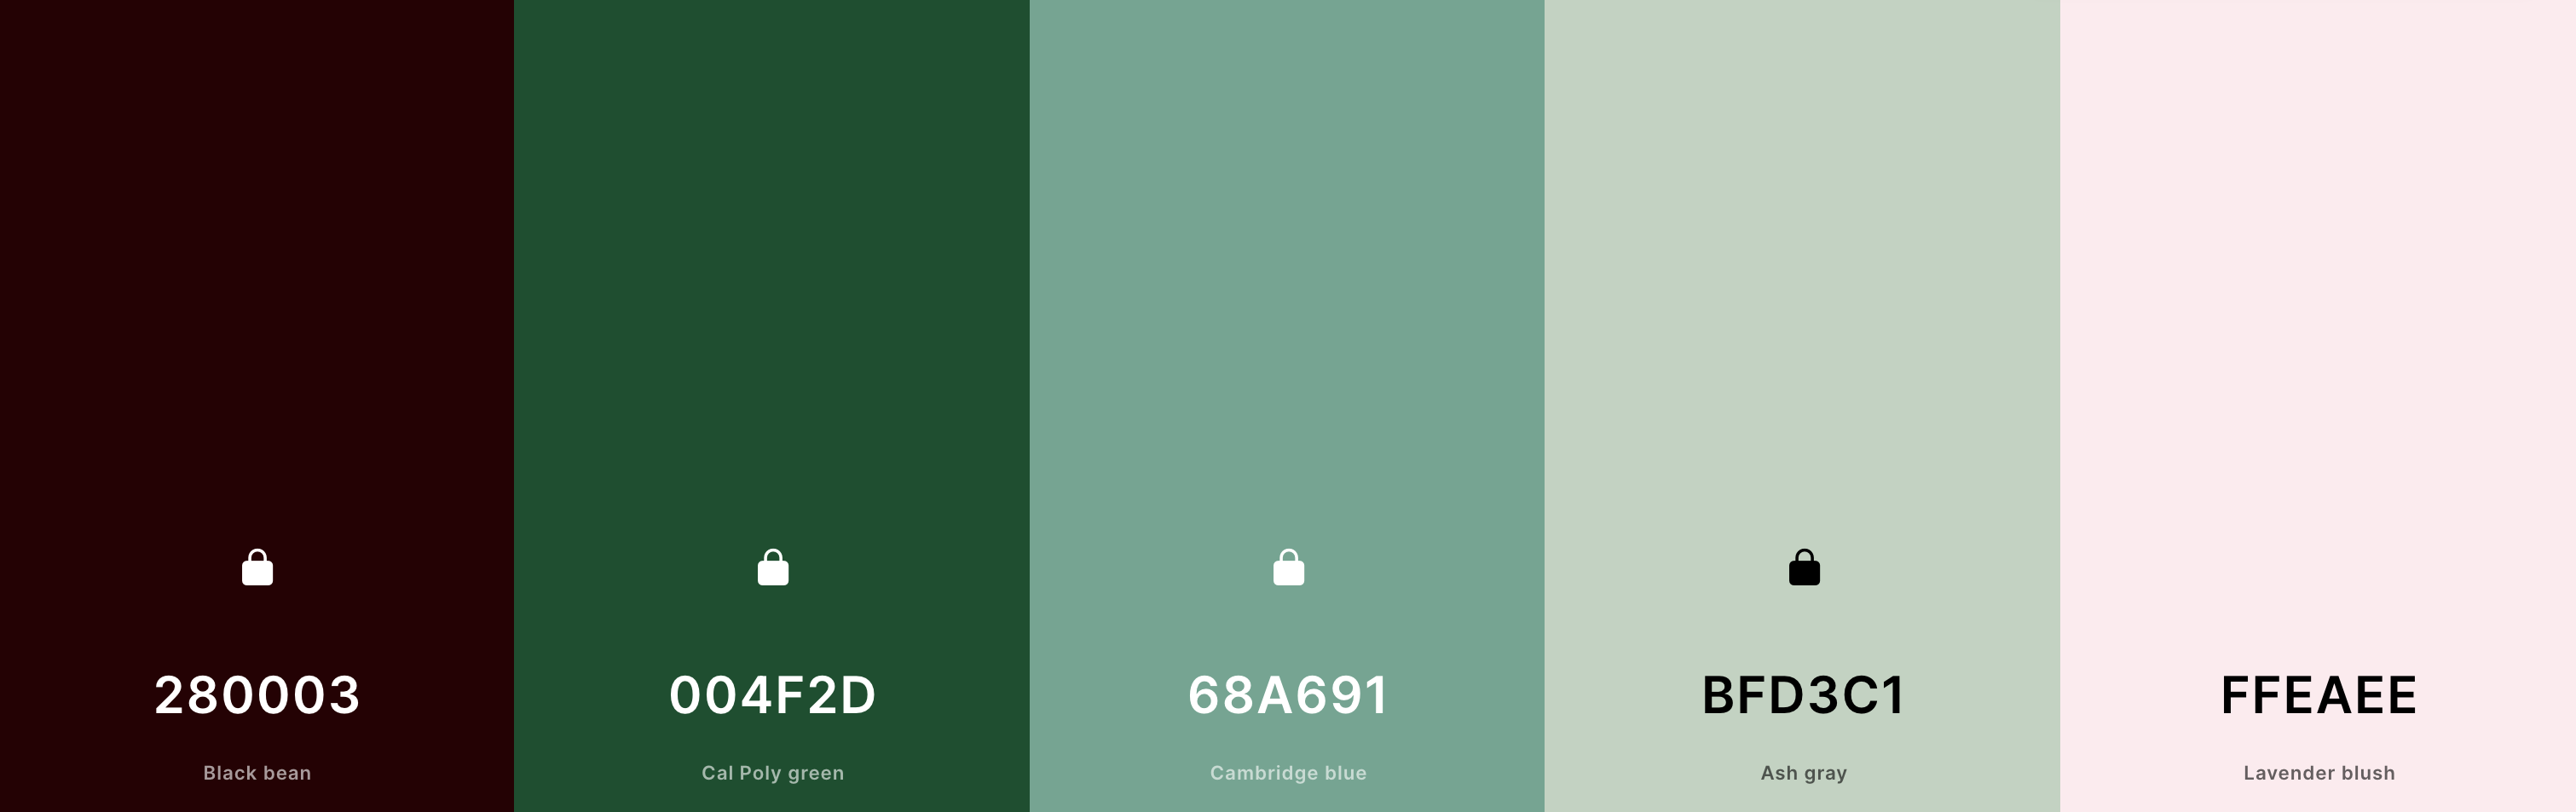 280003
004F2D
68A691
BFD3C1
FFEAEE
Black bean
Cal Poly green
Cambridge blue
Ash gray
Lavender blush